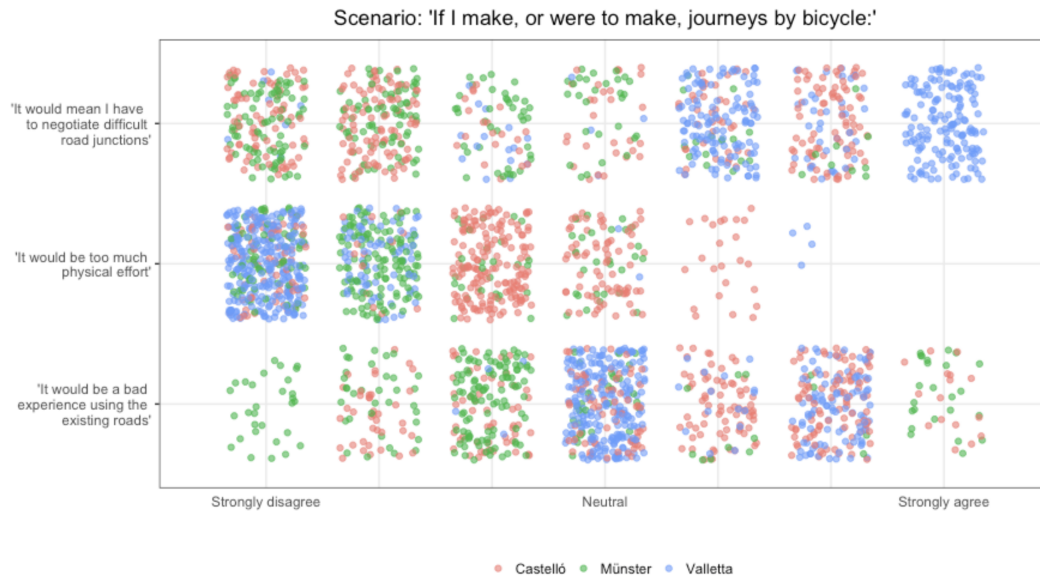 Scenario: 'If I make, or were to make, journeys by bicycle:'
'It would mean I have
to negotiate difficult
road junctions'
'It would be too much
physical effort'
'It would be a bad
experience using the
existing roads'
Strongly disagree
Neutral
Strongly agree
Castelló
Münster
Valletta